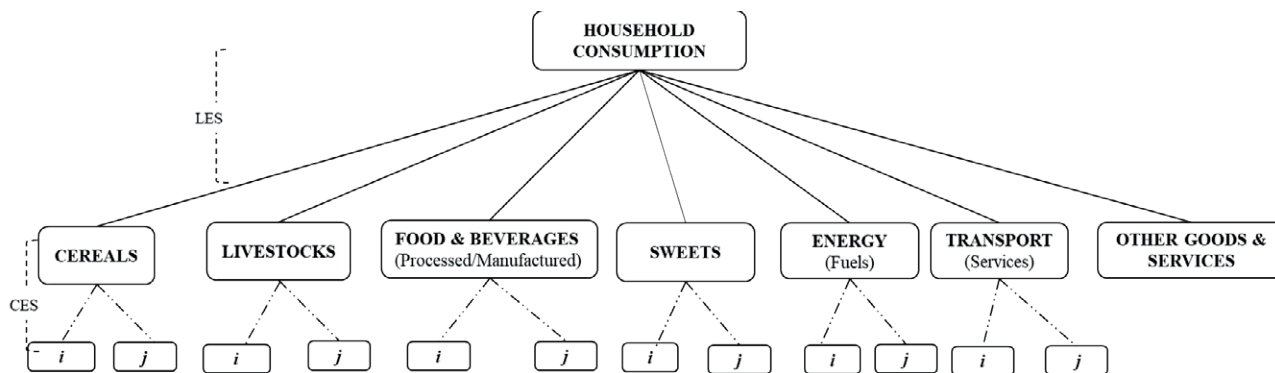 HOUSEHOLD
CONSUMPTION
LES
CEREALS
LIVESTOCKS
FOOD & BEVERAGES
(Processed/Manufactured)
SWEETS
ENERGY
(Fuels)
TRANSPORT
(Services)
OTHER GOODS &
SERVICES
CES
i
j
i
j
i
j
i
j
i
j
i
j